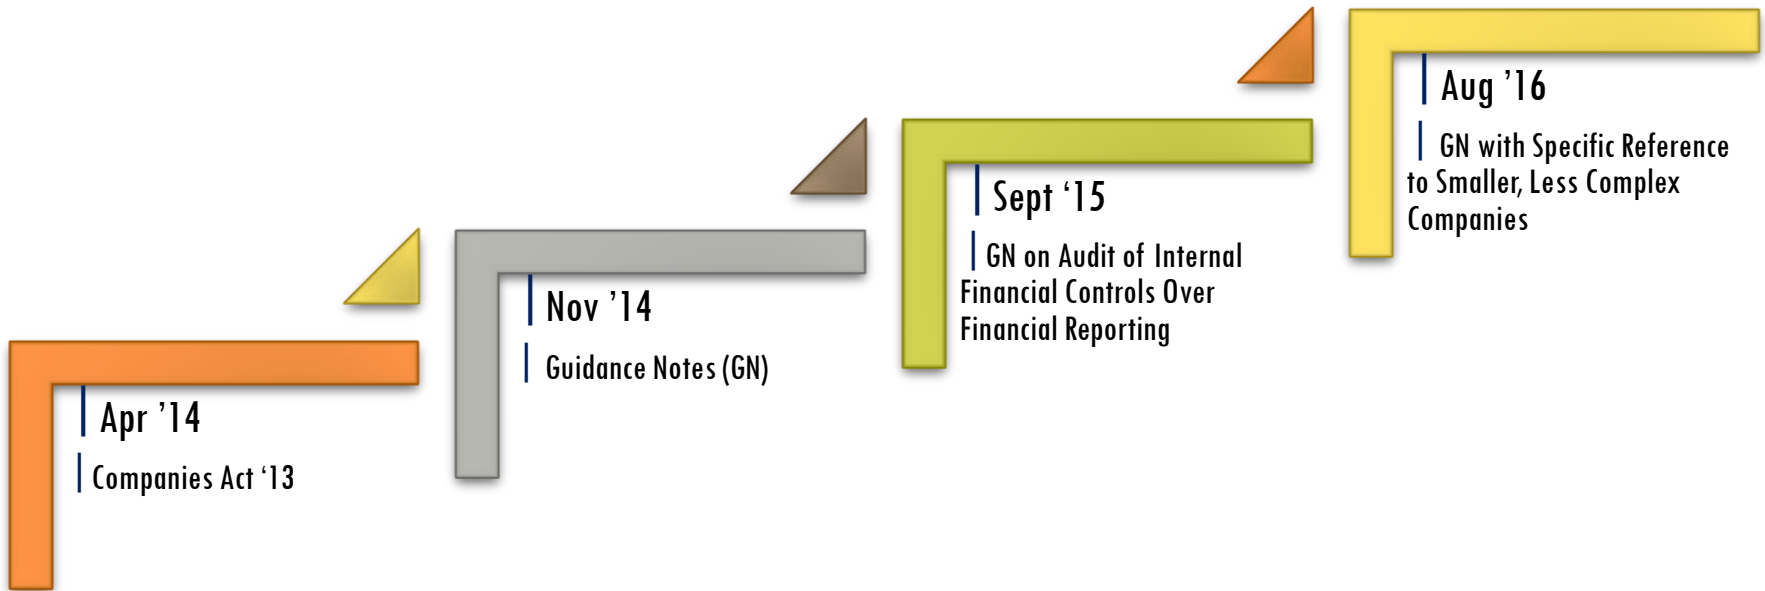 Apr ’14
Companies Act ‘13
Nov ’14
Guidance Notes (GN)
Sept ‘15
GN on Audit of Internal
Financial Controls Over
Financial Reporting
Aug ’16
GN with Specific Reference
to Smaller, Less Complex
Companies